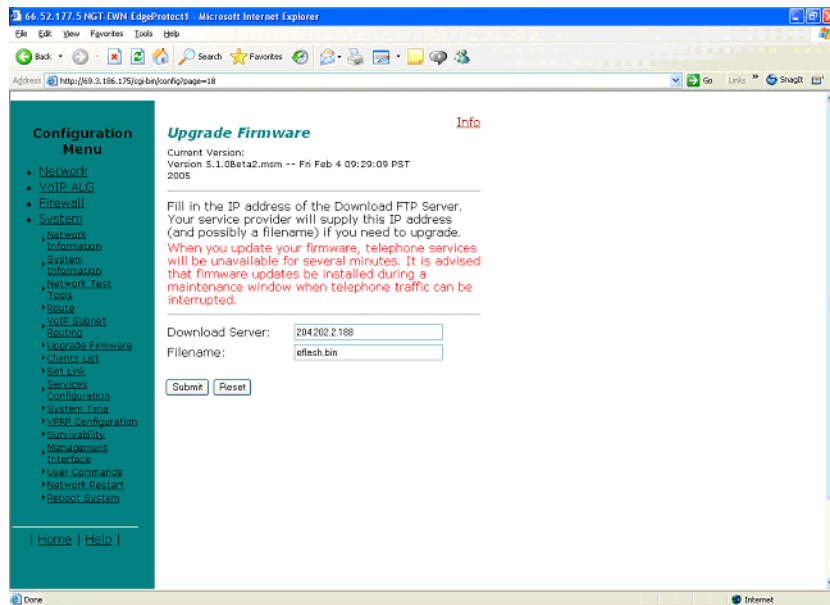 66.52.177.5 NGT-EWN-EdgeProtect1 - Microsoft Internet Explorer
File Edit View Favorites Tools Help
Back Search Favorites
Address http://69.3.186.175/cgi-bin/config?page=18 Go Links SnagIt
Configuration
Menu
Network
VoIP ALG
Firewall
System
Network
Information
System
Information
Network Test
Tools
Route
VoIP Subnet
Routing
Upgrade Firmware
Clients List
Set Link
Services
Configuration
System Time
VRRP Configuration
Survivability
Management
Interface
User Commands
Network Restart
Reboot System
| Home | Help |
Info
Upgrade Firmware
Current Version:
Version 5.1.0Beta2.msm -- Fri Feb 4 09:29:09 PST
2005
Fill in the IP address of the Download FTP Server.
Your service provider will supply this IP address
(and possibly a filename) if you need to upgrade.
When you update your firmware, telephone services
will be unavailable for several minutes. It is advised
that firmware updates be installed during a
maintenance window when telephone traffic can be
interrupted.
Download Server: 204.202.2.188
Filename: eflash.bin
Submit Reset
Done Internet